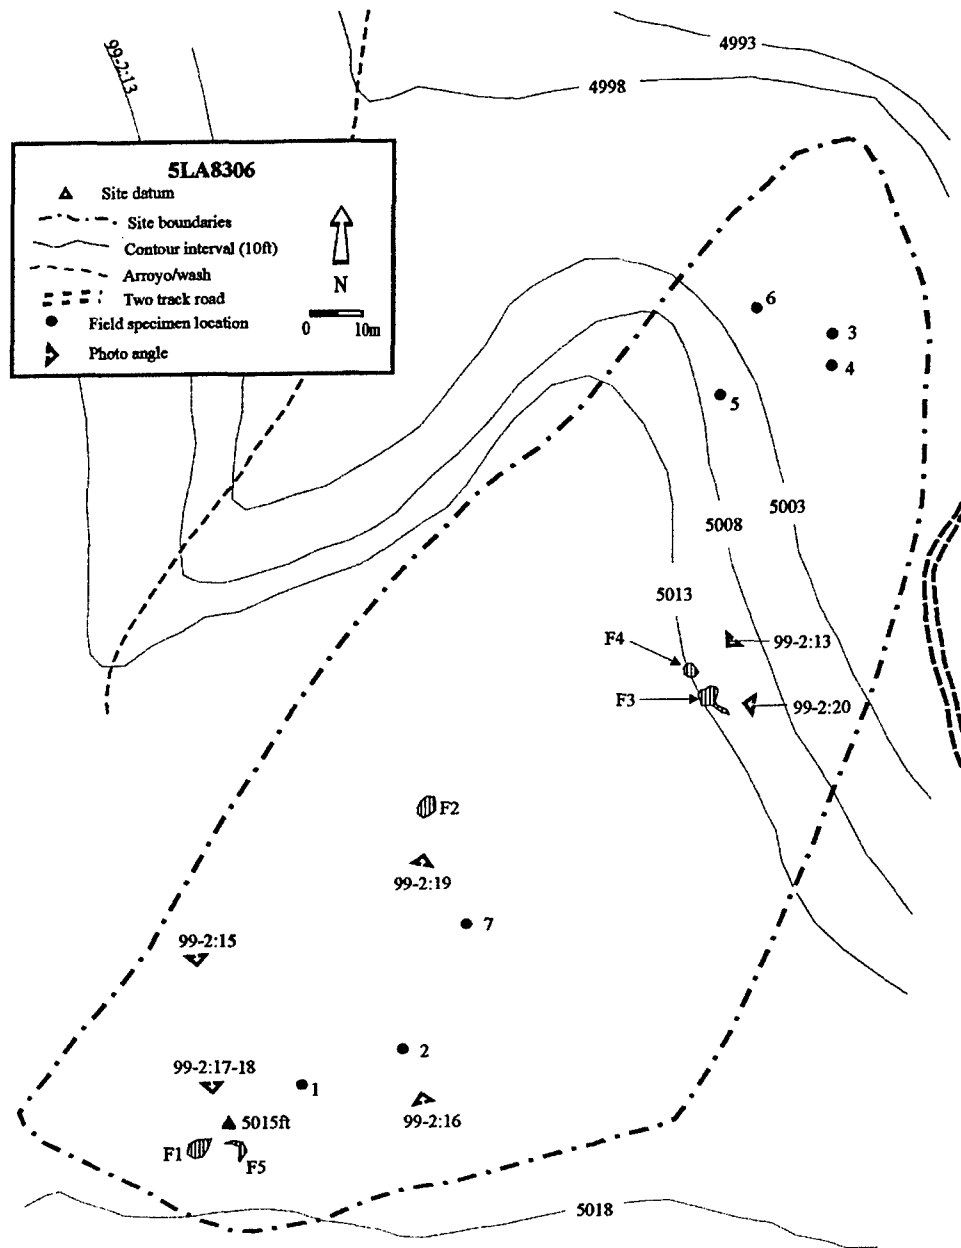 99-2:13
4993
4998
5LA8306
Site datum
Site boundaries
Contour interval (10ft)
Arroyo/wash
Two track road
Field specimen location
Photo angle
N
0 10m
6
3
4
5
5003
5008
5013
F4
99-2:13
F3
99-2:20
F2
99-2:19
7
99-2:15
2
99-2:17-18
1
5015ft
99-2:16
F1
F5
5018